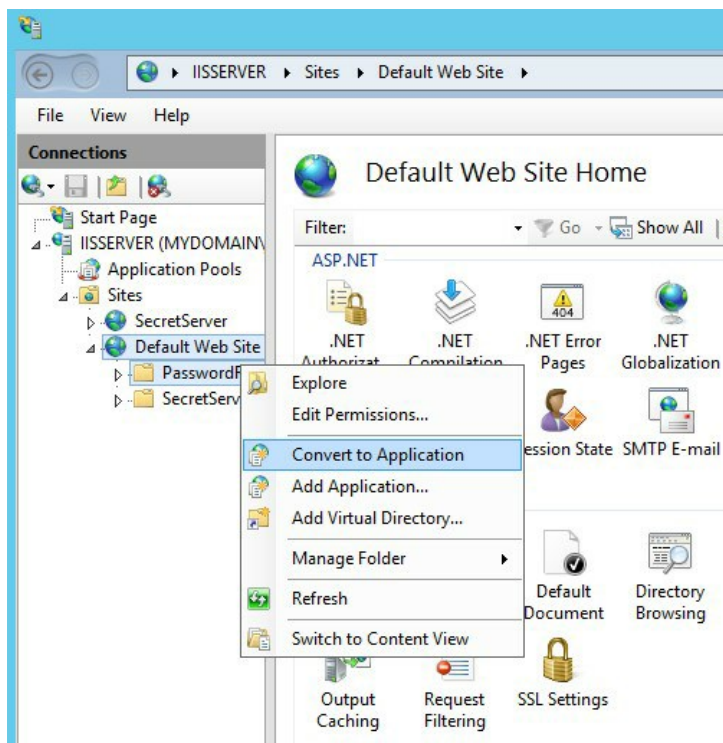 IISSERVER ▸ Sites ▸ Default Web Site ▸
File View Help
Connections
Default Web Site Home
Filter: Go Show All
Start Page
IISSERVER (MYDOMAIN\
Application Pools
Sites
SecretServer
Default Web Site
SecretServ
ASP.NET
.NET
.NET
Compilation
.NET Error
Pages
404
.NET
Globalization
Explore
Edit Permissions...
Convert to Application
Add Application...
Add Virtual Directory...
Manage Folder
Refresh
Switch to Content View
ession State
SMTP E-mail
Default
Document
Directory
Browsing
Output
Caching
Request
Filtering
SSL Settings